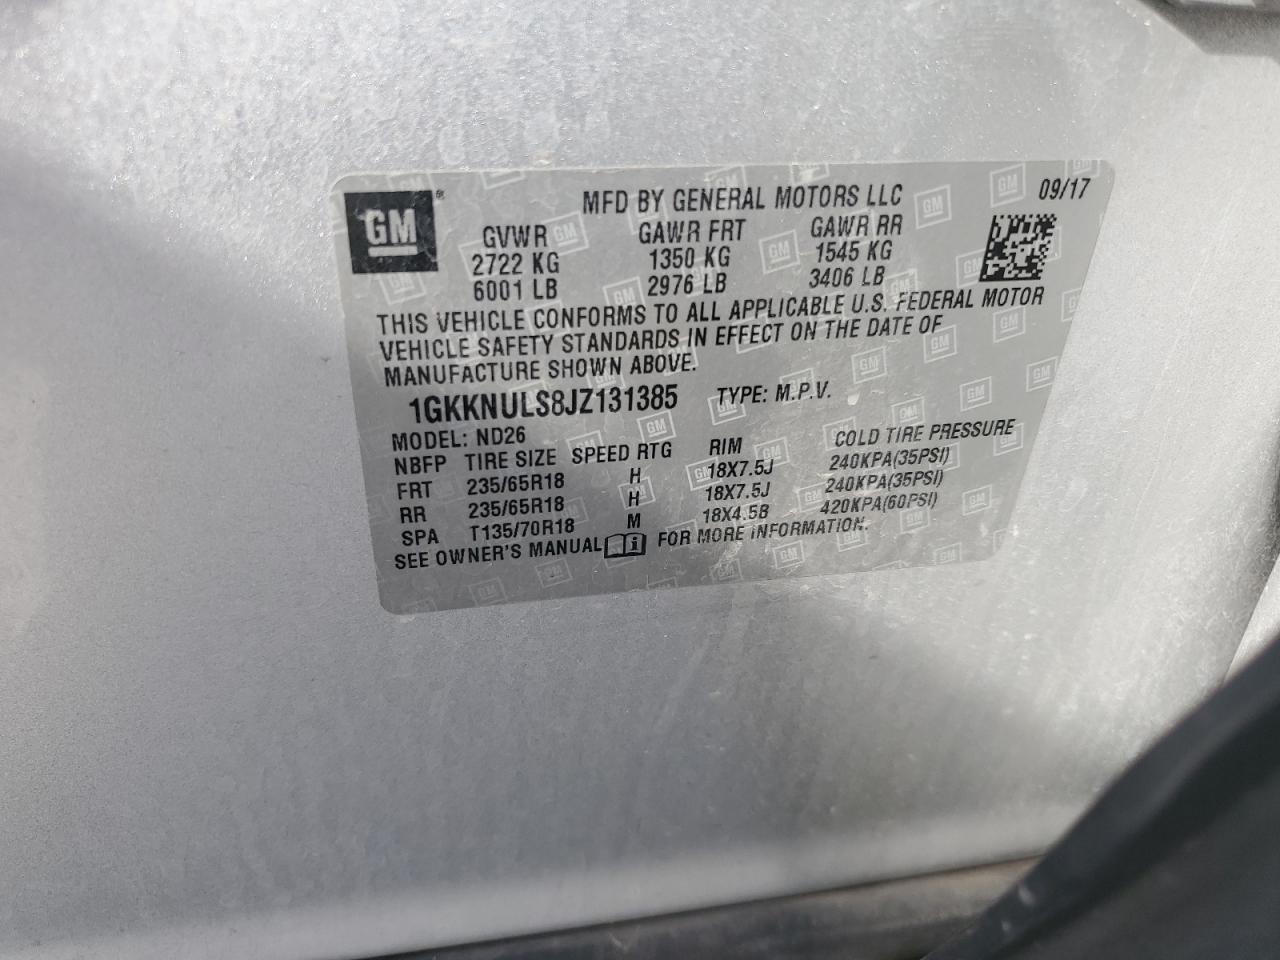 GM®
MFD BY GENERAL MOTORS LLC 09/17
GVWR GAWR FRT GAWR RR
2722 KG 1350 KG 1545 KG
6001 LB 2976 LB 3406 LB
THIS VEHICLE CONFORMS TO ALL APPLICABLE U.S. FEDERAL MOTOR
VEHICLE SAFETY STANDARDS IN EFFECT ON THE DATE OF
MANUFACTURE SHOWN ABOVE.
1GKKNULS8JZ131385 TYPE: M.P.V.
MODEL: ND26
NBFP TIRE SIZE SPEED RTG RIM COLD TIRE PRESSURE
FRT 235/65R18 H 18X7.5J 240KPA(35PSI)
RR 235/65R18 H 18X7.5J 240KPA(35PSI)
SPA T135/70R18 M 18X4.5B 420KPA(60PSI)
SEE OWNER'S MANUAL FOR MORE INFORMATION.